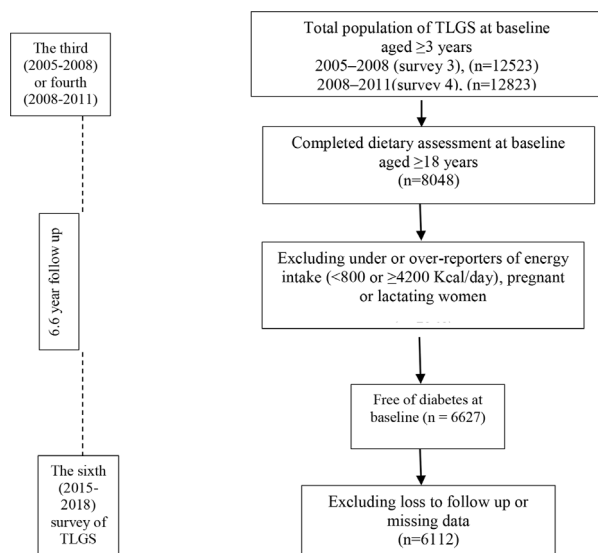 The third
(2005-2008)
or fourth
(2008-2011)
6.6 year follow up
The sixth
(2015-
2018)
survey of
TLGS
Total population of TLGS at baseline
aged ≥3 years
2005–2008 (survey 3), (n=12523)
2008–2011(survey 4), (n=12823)
Completed dietary assessment at baseline
aged ≥18 years
(n=8048)
Excluding under or over-reporters of energy
intake (<800 or ≥4200 Kcal/day), pregnant
or lactating women
Free of diabetes at
baseline (n = 6627)
Excluding loss to follow up or
missing data
(n=6112)